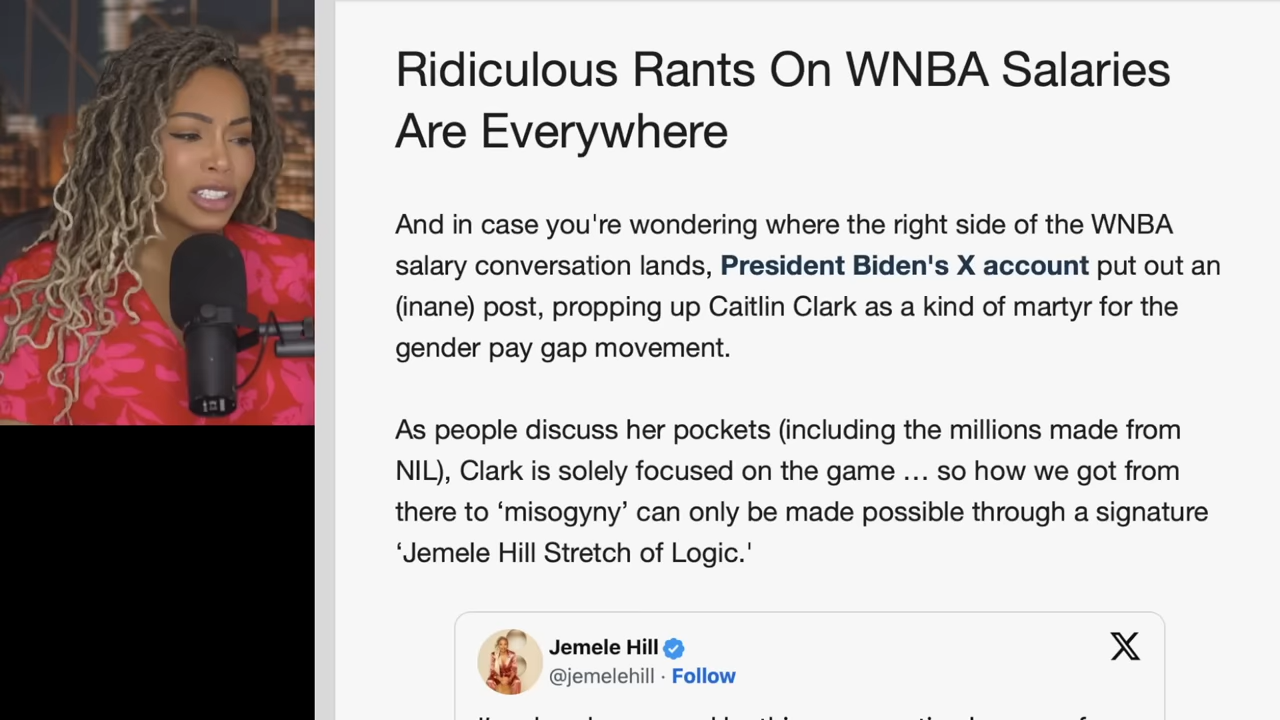 Ridiculous Rants On WNBA Salaries
Are Everywhere
And in case you're wondering where the right side of the WNBA
salary conversation lands, President Biden's X account put out an
(inane) post, propping up Caitlin Clark as a kind of martyr for the
gender pay gap movement.
As people discuss her pockets (including the millions made from
NIL), Clark is solely focused on the game … so how we got from
there to ‘misogyny’ can only be made possible through a signature
‘Jemele Hill Stretch of Logic.'
Jemele Hill
@jemelehill · Follow